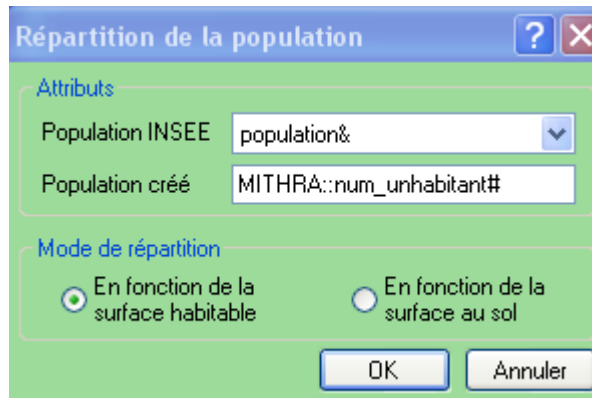 Répartition de la population
?
Attributs
Population INSEE population&
Population créé MITHRA::num_unhabitant#
Mode de répartition
En fonction de la surface habitable
En fonction de la surface au sol
OK Annuler